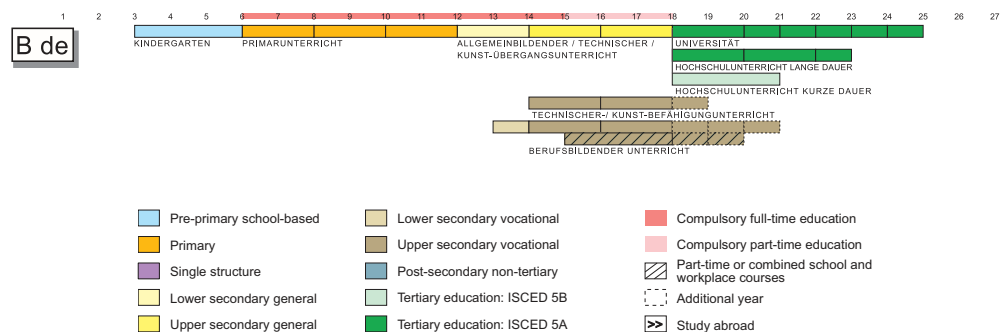 1 2 3 4 5 6 7 8 9 10 11 12 13 14 15 16 17 18 19 20 21 22 23 24 25 26 27
B de
KINDERGARTEN
PRIMARUNTERRICHT
ALLGEMEINBILDENDER / TECHNISCHER /
KUNST-ÜBERGANGSUNTERRICHT
UNIVERSITÄT
HOCHSCHULUNTERRICHT LANGE DAUER
HOCHSCHULUNTERRICHT KURZE DAUER
TECHNISCHER-/ KUNST-BEFÄHIGUNGUNTERRICHT
BERUFSBILDENDER UNTERRICHT
Pre-primary school-based
Primary
Single structure
Lower secondary general
Upper secondary general
Lower secondary vocational
Upper secondary vocational
Post-secondary non-tertiary
Tertiary education: ISCED 5B
Tertiary education: ISCED 5A
Compulsory full-time education
Compulsory part-time education
Part-time or combined school and
workplace courses
Additional year
>> Study abroad